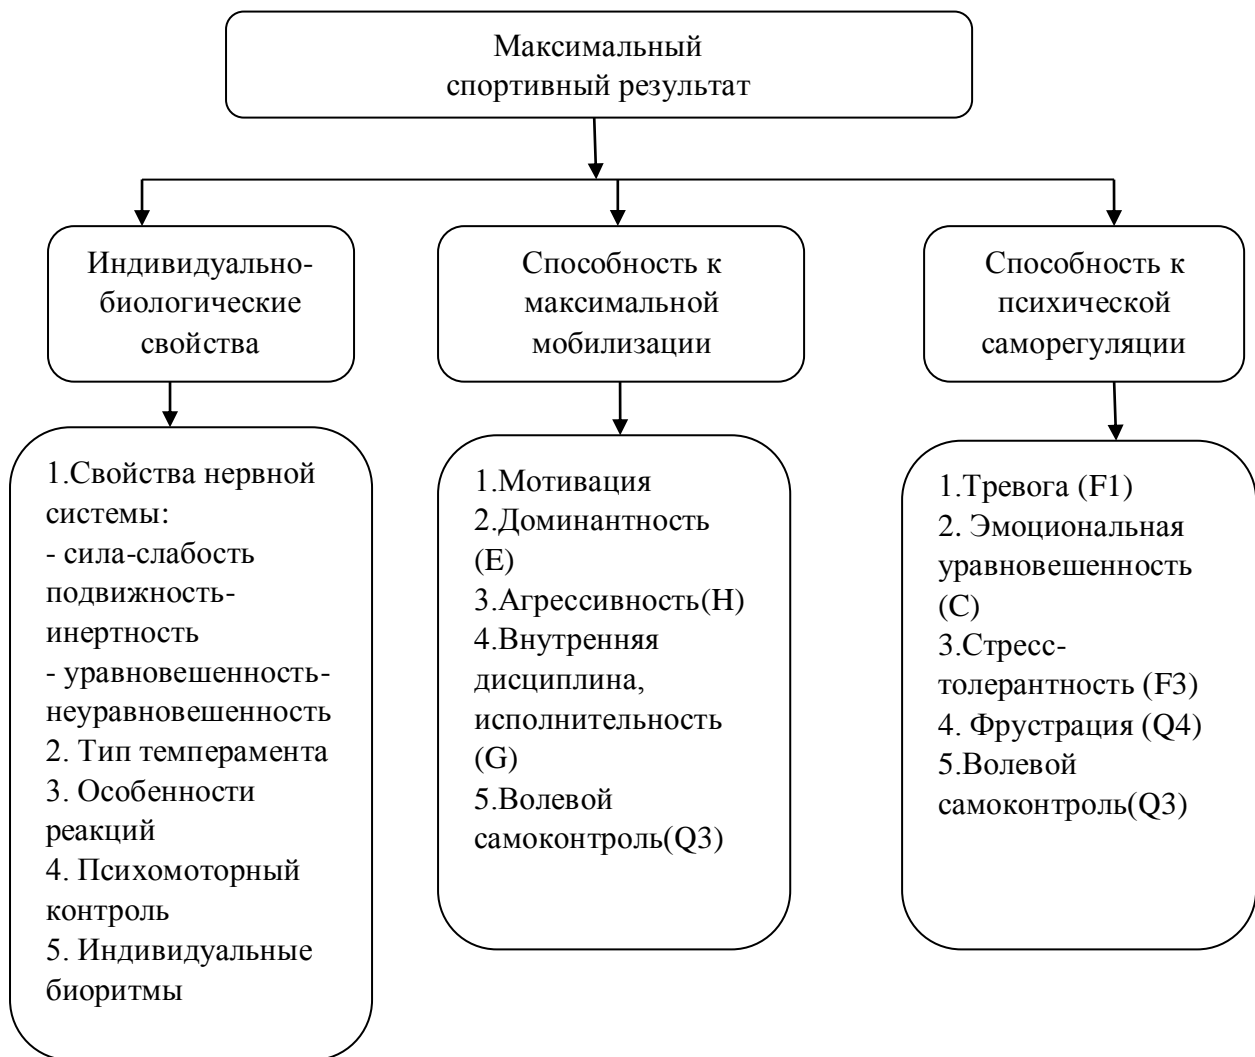 Максимальный
спортивный результат
Индивидуально-
биологические
свойства
Способность к
максимальной
мобилизации
Способность к
психической
саморегуляции
1.Свойства нервной
системы:
- сила-слабость
подвижность-
инертность
- уравновешенность-
неуравновешенность
2. Тип темперамента
3. Особенности
реакций
4. Психомоторный
контроль
5. Индивидуальные
биоритмы
1.Мотивация
2.Доминантность
(E)
3.Агрессивность(H)
4.Внутренняя
дисциплина,
исполнительность
(G)
5.Волевой
самоконтроль(Q3)
1.Тревога (F1)
2. Эмоциональная
уравновешенность
(C)
3.Стресс-
толерантность (F3)
4. Фрустрация (Q4)
5.Волевой
самоконтроль(Q3)